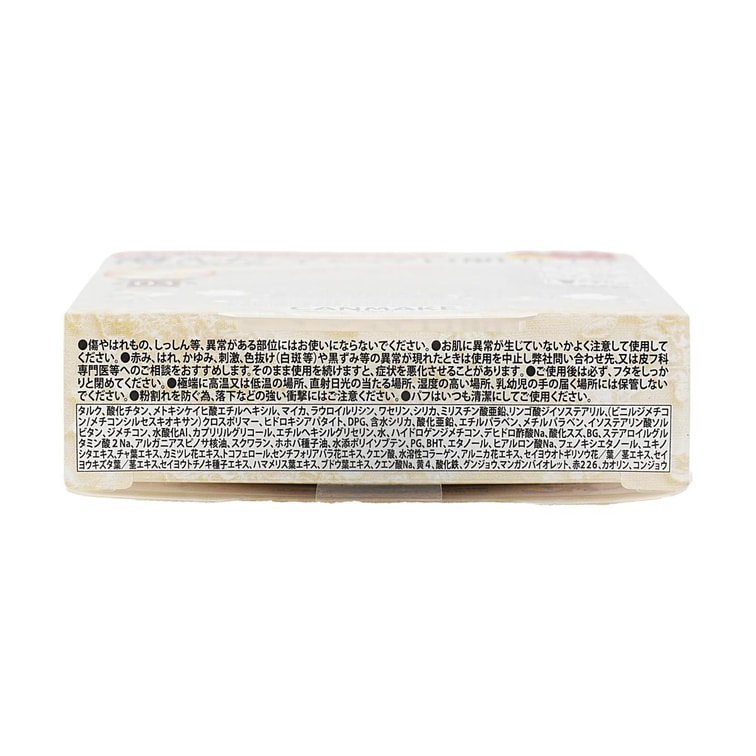 CANMAKE
●傷やはれもの、しっしん等、異常がある部位にはお使いにならないでください。●お肌に異常が生じていないかよく注意して使用して
ください。●赤み、はれ、かゆみ、刺激、色抜け(白斑等)や黒ずみ等の異常が現れたときは使用を中止し弊社問い合わせ先、又は皮フ科
専門医等へのご相談をおすすめします。そのまま使用を続けますと、症状を悪化させることがあります。●ご使用後は必ず、フタをしっか
りと閉めてください。●極端に高温又は低温の場所、直射日光の当たる場所、湿度の高い場所、乳幼児の手の届く場所には保管しない
でください。●粉割れを防ぐ為、落下などの強い衝撃にはご注意ください。●パフはいつも清潔にしてご使用ください。
タルク、酸化チタン、メトキシケイヒ酸エチルヘキシル、マイカ、ラウロイルリシン、ワセリン、シリカ、ミリスチン酸亜鉛、リンゴ酸ジイソステアリル、(ビニルジメチコ
ン/メチコンシルセスキオキサン)クロスポリマー、ヒドロキシアパタイト、DPG、含水シリカ、酸化亜鉛、エチルパラベン、メチルパラベン、イソステアリン酸ソル
ビタン、ジメチコン、水酸化Al、カプリリルグリコール、エチルヘキシルグリセリン、水、ハイドロゲンジメチコン、デヒドロ酢酸Na、酸化スズ、BG、ステアロイルグル
タミン酸2Na、アルガニアスピノサ核油、スクワラン、ホホバ種子油、水添ポリイソブテン、PG、BHT、エタノール、ヒアルロン酸Na、フェノキシエタノール、ユキノ
シタエキス、チャ葉エキス、カミツレ花エキス、トコフェロール、センチフォリアバラ花エキス、クエン酸、水溶性コラーゲン、アルニカ花エキス、セイヨウオトギリソウ花/葉/茎エキス、セイ
ヨウキズタ葉/茎エキス、セイヨウトチノキ種子エキス、ハマメリス葉エキス、ブドウ葉エキス、クエン酸Na、黄4、酸化鉄、グンジョウ、マンガンバイオレット、赤226、カオリン、コンジョウ